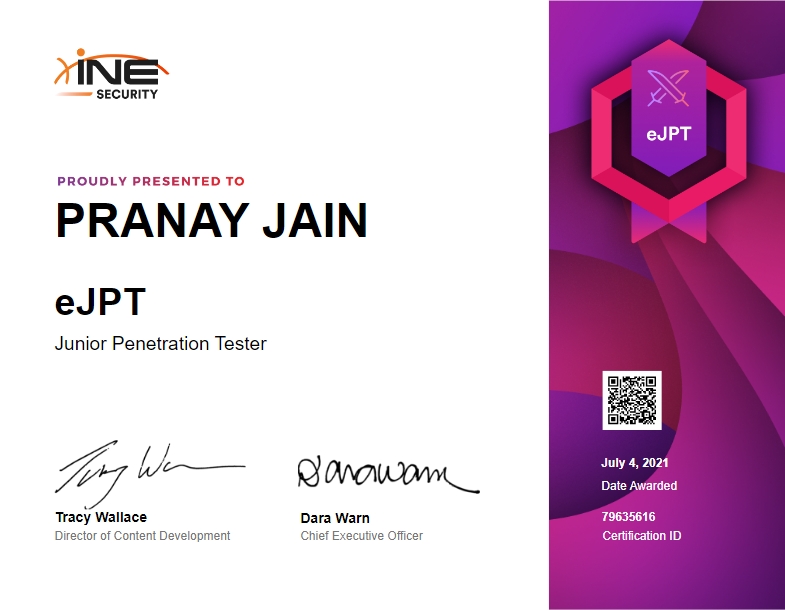 INE
SECURITY
PROUDLY PRESENTED TO
PRANAY JAIN
eJPT
Junior Penetration Tester
Tracy Wallace
Director of Content Development
Dara Warn
Chief Executive Officer
eJPT
July 4, 2021
Date Awarded
79635616
Certification ID